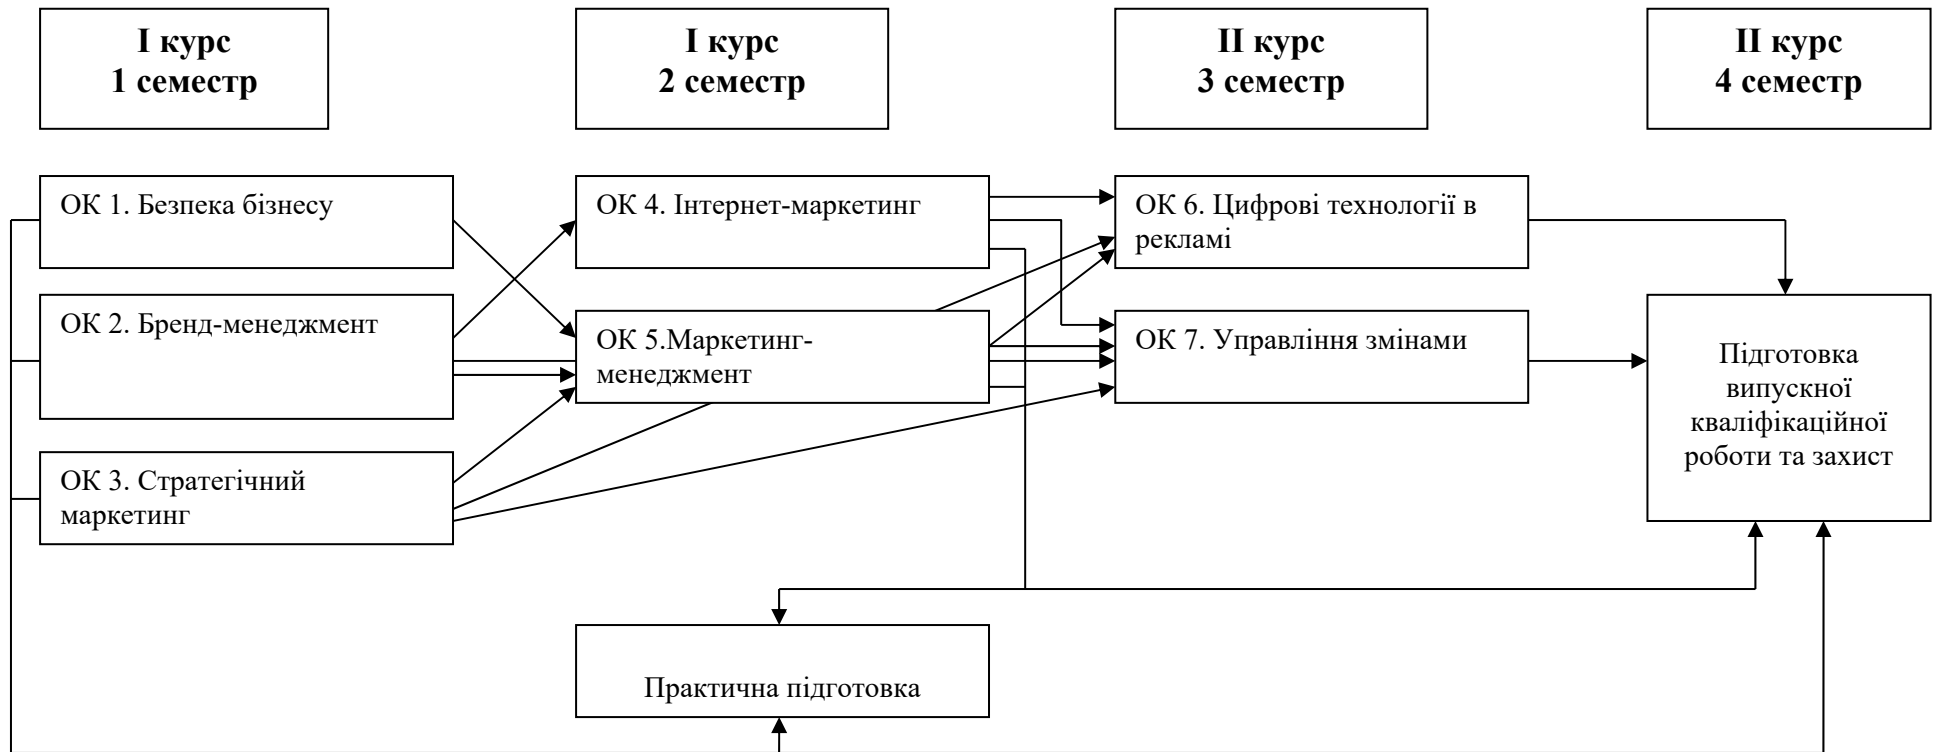 І курс
1 семестр
І курс
2 семестр
ІІ курс
3 семестр
ІІ курс
4 семестр
ОК 1. Безпека бізнесу
ОК 4. Інтернет-маркетинг
ОК 6. Цифрові технології в
рекламі
ОК 2. Бренд-менеджмент
ОК 5.Маркетинг-
менеджмент
ОК 7. Управління змінами
Підготовка
випускної
кваліфікаційної
роботи та захист
ОК 3. Стратегічний
маркетинг
Практична підготовка